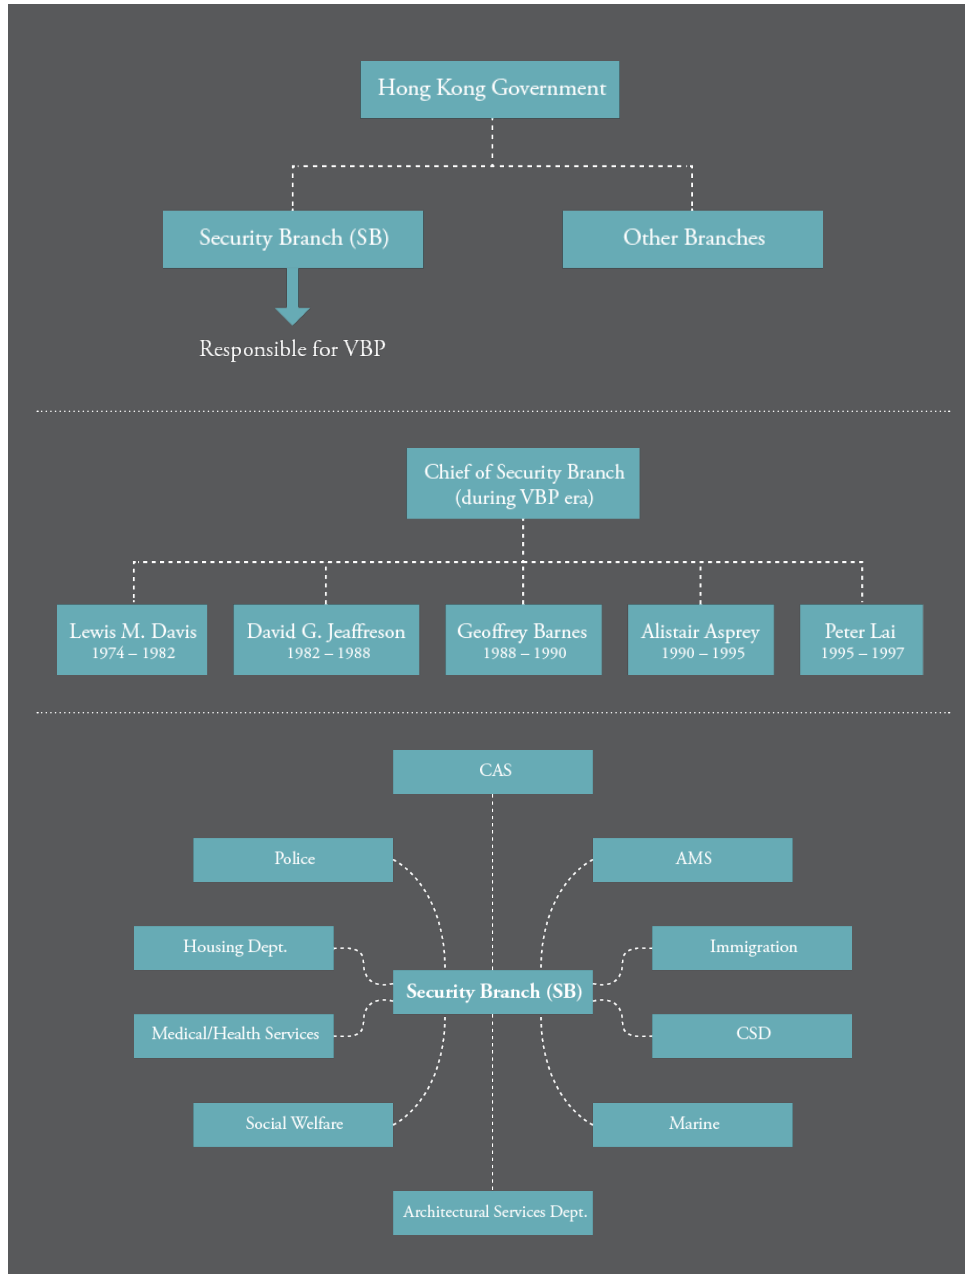 Hong Kong Government
Security Branch (SB)
Other Branches
Responsible for VBP
Chief of Security Branch
(during VBP era)
Lewis M. Davis
1974 – 1982
David G. Jeaffreson
1982 – 1988
Geoffrey Barnes
1988 – 1990
Alistair Asprey
1990 – 1995
Peter Lai
1995 – 1997
CAS
Police
AMS
Housing Dept.
Immigration
Security Branch (SB)
Medical/Health Services
CSD
Social Welfare
Marine
Architectural Services Dept.